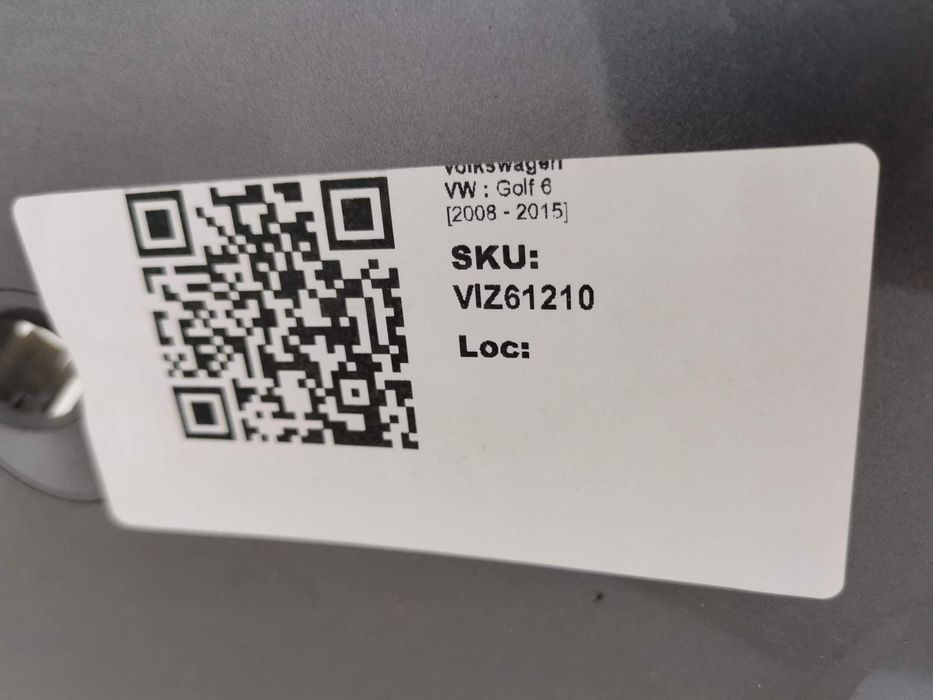 Volkswagen
VW : Golf 6
[2008 - 2015]
SKU:
VIZ61210
Loc: